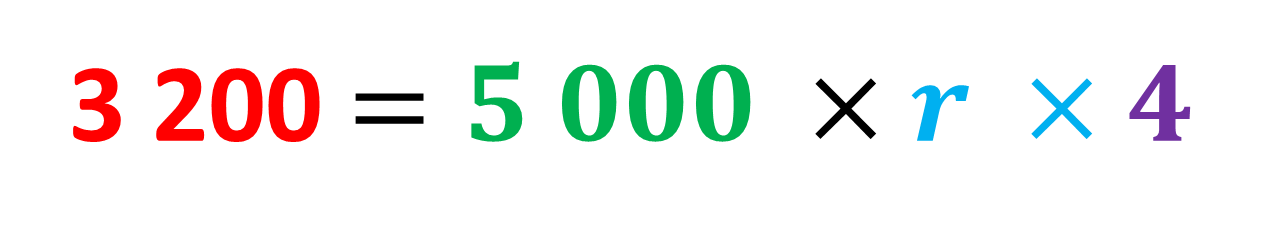 3 200 = 5 000 × r × 4